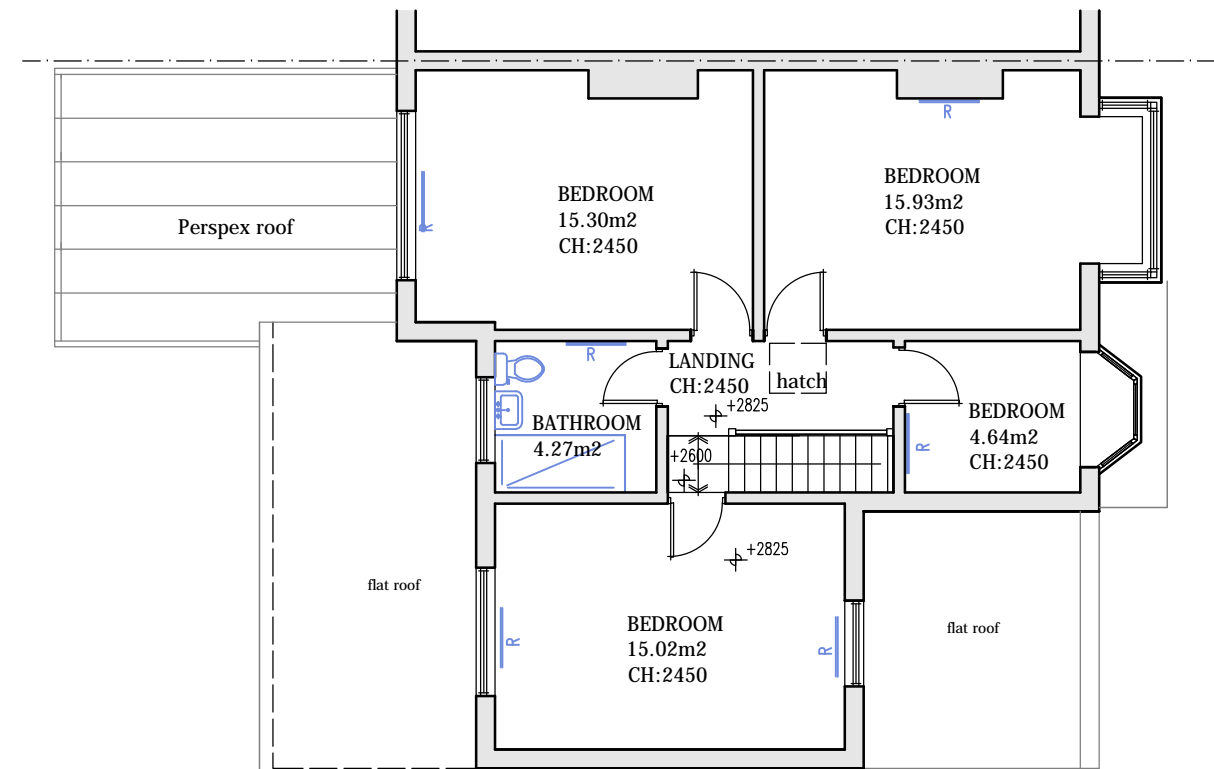 R
BEDROOM
15.93m2
CH:2450
BEDROOM
15.30m2
CH:2450
R
Perspex roof
R
LANDING
CH:2450
hatch
+2825
BATHROOM
4.27m2
+2600
BEDROOM
4.64m2
CH:2450
R
+2825
flat roof
BEDROOM
15.02m2
CH:2450
R
R
flat roof